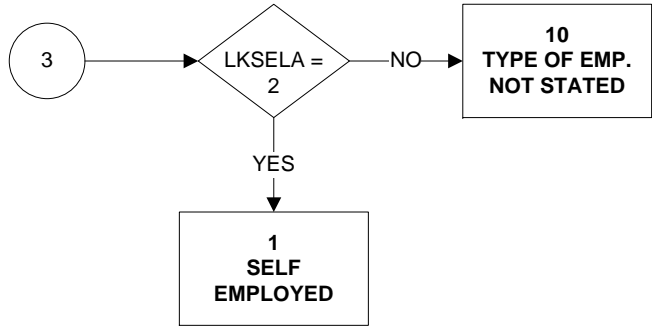 3
LKSELA =
2
NO
10
TYPE OF EMP.
NOT STATED
YES
1
SELF
EMPLOYED